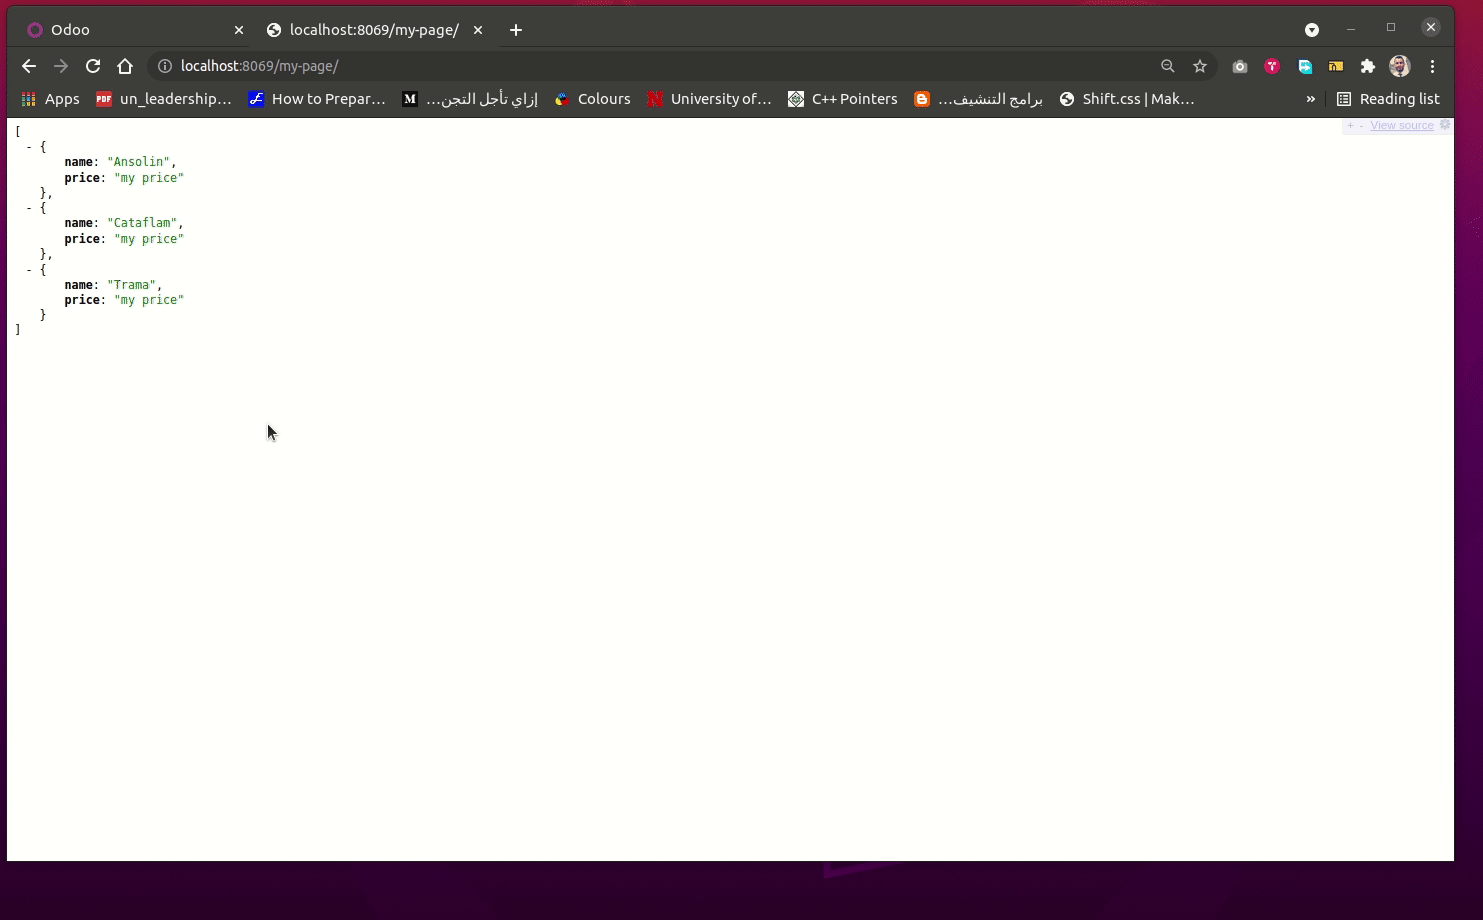 Odoo
localhost:8069/my-page/
localhost:8069/my-page/
Apps
PDF
un_leadership...
How to Prepar...
M
إزاي تأجل التجن...
Colours
University of...
C++ Pointers
برامج التنشيف...
Shift.css | Mak...
»
Reading list
+ - View source
[
- {
name: "Ansolin",
price: "my price"
},
- {
name: "Cataflam",
price: "my price"
},
- {
name: "Trama",
price: "my price"
}
]